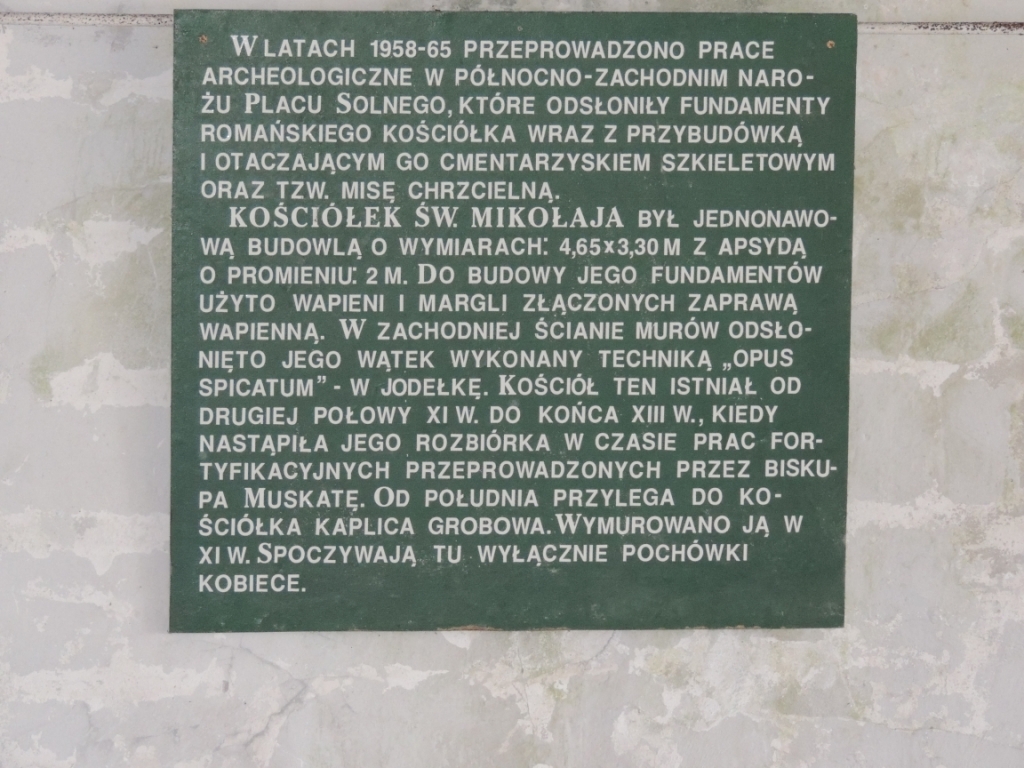 W LATACH 1958-65 PRZEPROWADZONO PRACE
ARCHEOLOGICZNE W PÓŁNOCNO-ZACHODNIM NARO-
ŻU PLACU SOLNEGO, KTÓRE ODSŁONIŁY FUNDAMENTY
ROMAŃSKIEGO KOŚCIÓŁKA WRAZ Z PRZYBUDÓWKĄ
I OTACZAJĄCYM GO CMENTARZYSKIEM SZKIELETOWYM
ORAZ TZW. MISĘ CHRZCIELNĄ.
KOŚCIÓŁEK ŚW. MIKOŁAJA BYŁ JEDNONAWO-
WĄ BUDOWLĄ O WYMIARACH: 4,65x3,30 M Z APSYDĄ
O PROMIENIU: 2 M. DO BUDOWY JEGO FUNDAMENTÓW
UŻYTO WAPIENI I MARGLI ZŁĄCZONYCH ZAPRAWĄ
WAPIENNĄ. W ZACHODNIEJ ŚCIANIE MURÓW ODSŁO-
NIĘTO JEGO WĄTEK WYKONANY TECHNIKĄ „OPUS
SPICATUM” - W JODEŁKĘ. KOŚCIÓŁ TEN ISTNIAŁ OD
DRUGIEJ POŁOWY XI W. DO KOŃCA XIII W., KIEDY
NASTĄPIŁA JEGO ROZBIÓRKA W CZASIE PRAC FOR-
TYFIKACYJNYCH PRZEPROWADZONYCH PRZEZ BISKU-
PA MUSKATĘ. OD POŁUDNIA PRZYLEGA DO KO-
ŚCIÓŁKA KAPLICA GROBOWA. WYMUROWANO JĄ W
XI W. SPOCZYWAJĄ TU WYŁĄCZNIE POCHÓWKI
KOBIECE.